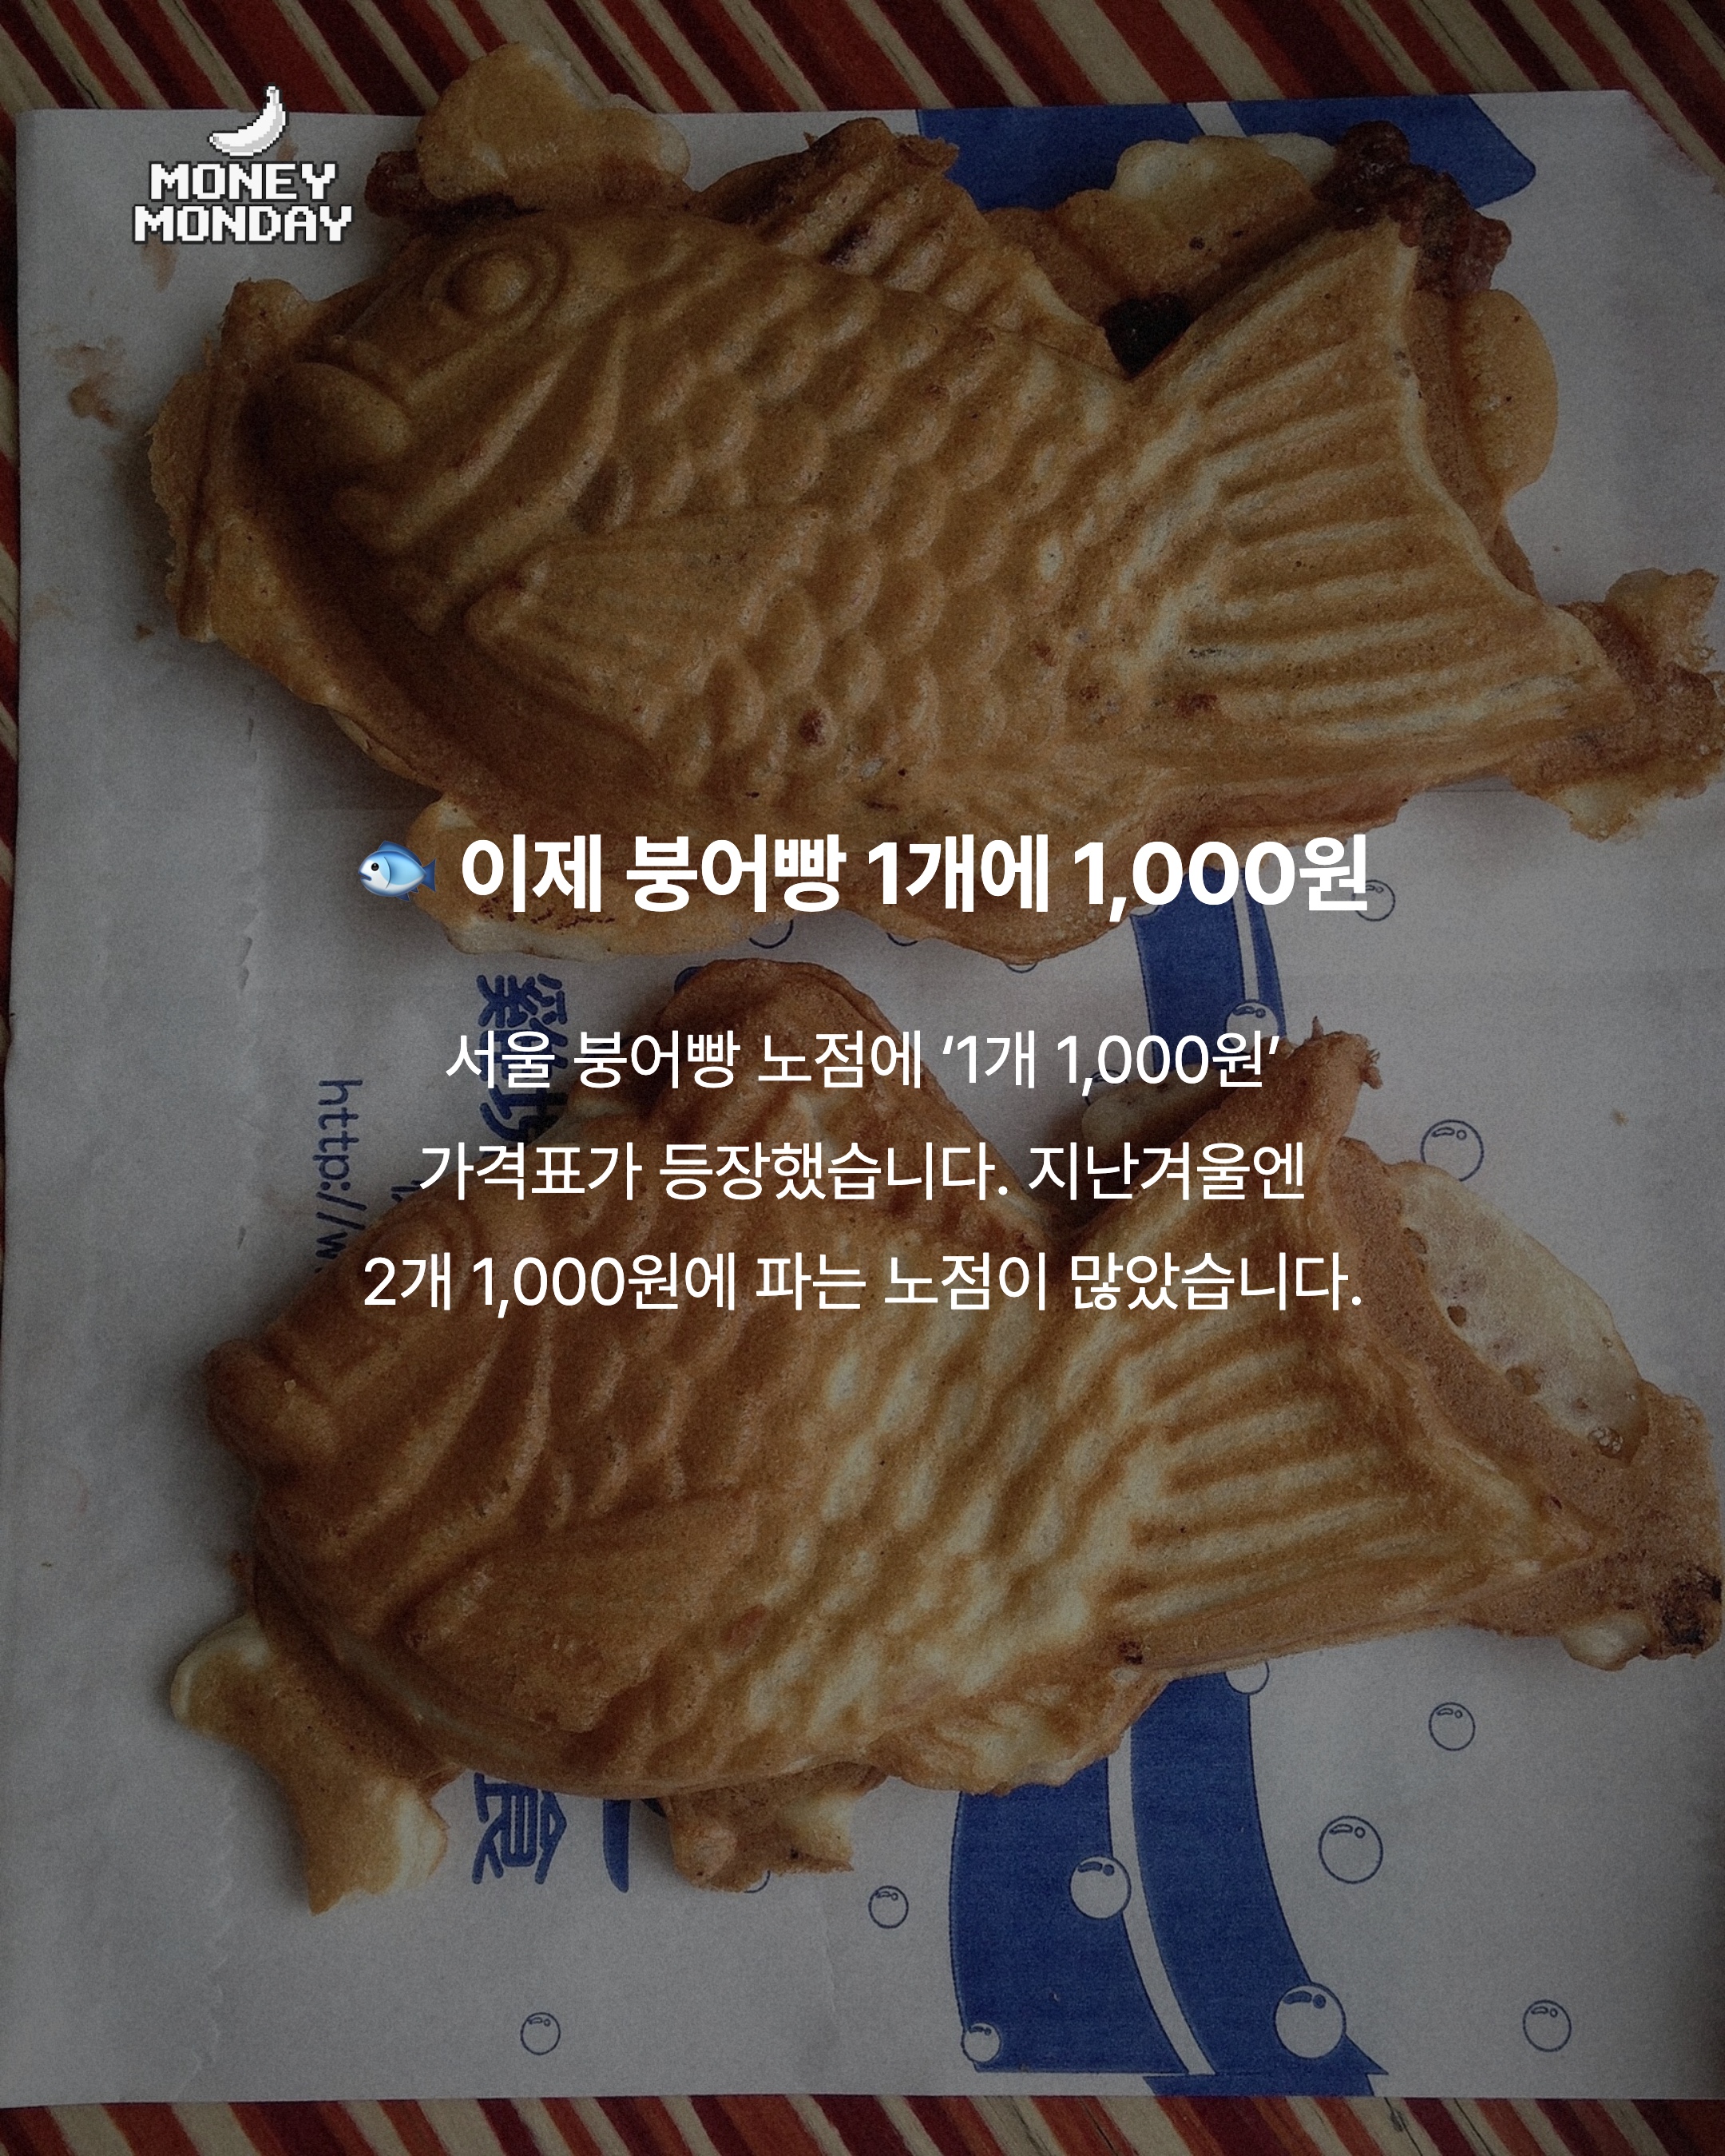 MONEY
MONDAY
🐟 이제 붕어빵 1개에 1,000원
서울 붕어빵 노점에 ‘1개 1,000원’
가격표가 등장했습니다. 지난겨울엔
2개 1,000원에 파는 노점이 많았습니다.
http://w